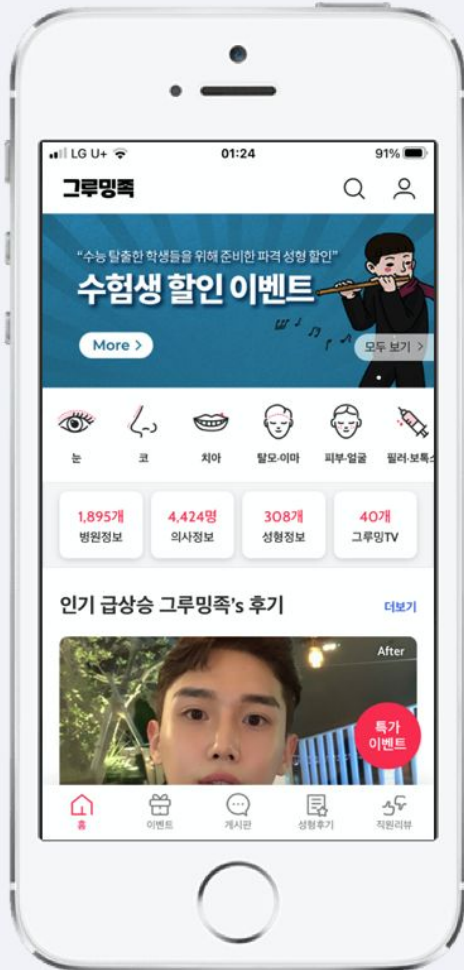 LG U+
01:24
91%
그루밍족
“수능 탈출한 학생들을 위해 준비한 파격 성형 할인”
수험생 할인 이벤트
More >
모두 보기 >
눈
코
치아
탈모·이마
피부·얼굴
필러·보톡스
1,895개
병원정보
4,424명
의사정보
308개
성형정보
40개
그루밍TV
인기 급상승 그루밍족's 후기
더보기
After
특가
이벤트
홈
이벤트
게시판
성형후기
직원리뷰